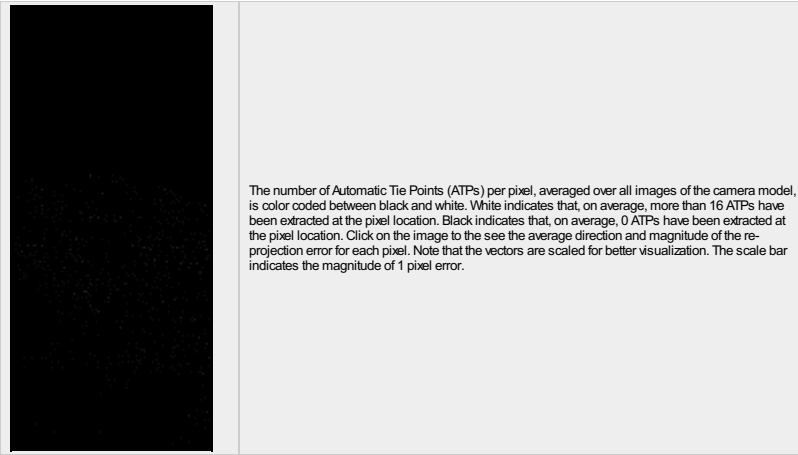 The number of Automatic Tie Points (ATPs) per pixel, averaged over all images of the camera model,
is color coded between black and white. White indicates that, on average, more than 16 ATPs have
been extracted at the pixel location. Black indicates that, on average, 0 ATPs have been extracted at
the pixel location. Click on the image to the see the average direction and magnitude of the re-
projection error for each pixel. Note that the vectors are scaled for better visualization. The scale bar
indicates the magnitude of 1 pixel error.